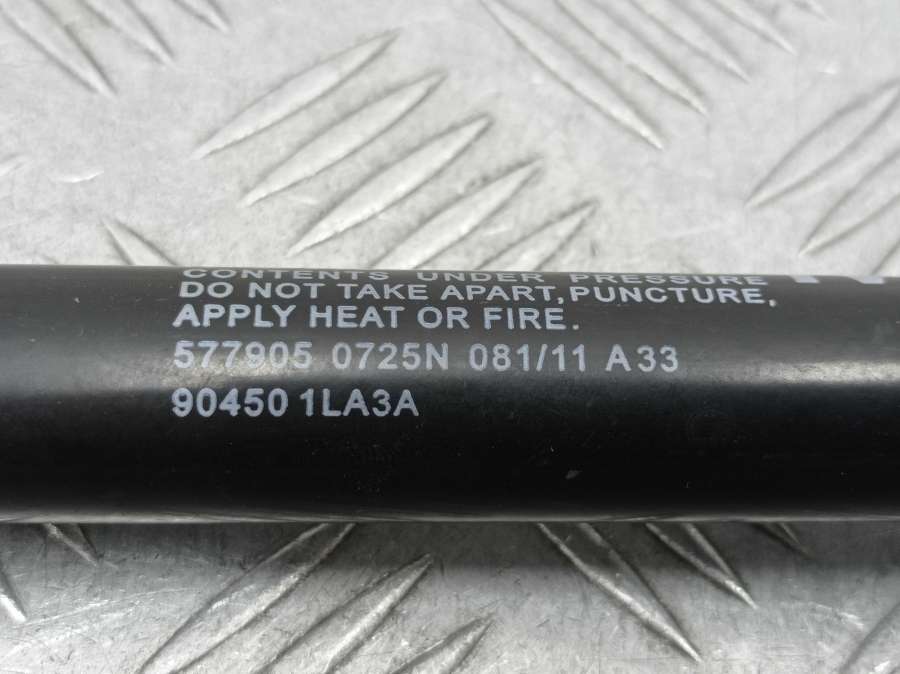 CONTENTS UNDER PRESSURE
DO NOT TAKE APART, PUNCTURE,
APPLY HEAT OR FIRE.
577905 0725N 081/11 A33
90450 1LA3A